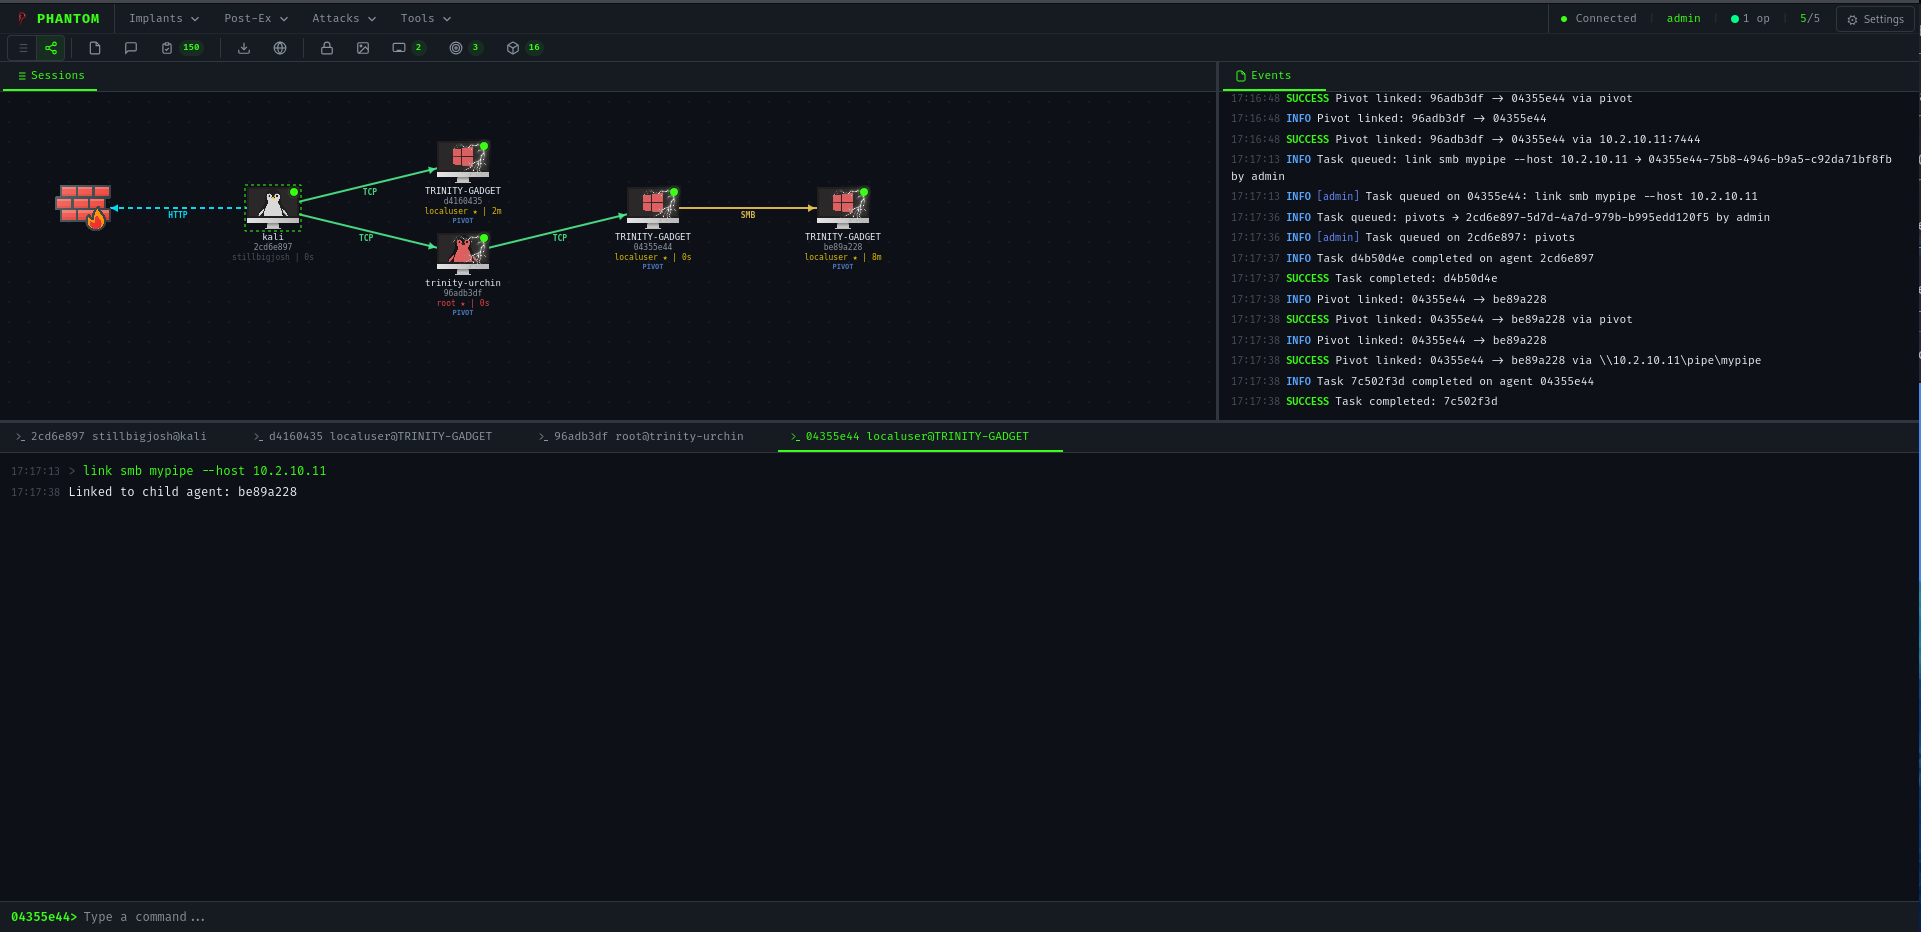 PHANTOM Implants Post-Ex Attacks Tools Connected admin 1 op 5/5 Settings
150 2 3 16
Sessions
HTTP
kali
2cd6e897
stillbigjosh | 0s
TCP
TRINITY-GADGET
d4160435
localuser ★ | 2m
PIVOT
TCP
trinity-urchin
96adb3df
root ★ | 0s
PIVOT
TCP
TRINITY-GADGET
04355e44
localuser ★ | 0s
PIVOT
SMB
TRINITY-GADGET
be89a228
localuser ★ | 8m
PIVOT
Events
17:16:48 SUCCESS Pivot linked: 96adb3df → 04355e44 via pivot
17:16:48 INFO Pivot linked: 96adb3df → 04355e44
17:16:48 SUCCESS Pivot linked: 96adb3df → 04355e44 via 10.2.10.11:7444
17:17:13 INFO Task queued: link smb mypipe --host 10.2.10.11 → 04355e44-75b8-4946-b9a5-c92da71bf8fb
by admin
17:17:13 INFO [admin] Task queued on 04355e44: link smb mypipe --host 10.2.10.11
17:17:36 INFO Task queued: pivots → 2cd6e897-5d7d-4a7d-979b-b995edd120f5 by admin
17:17:36 INFO [admin] Task queued on 2cd6e897: pivots
17:17:37 INFO Task d4b50d4e completed on agent 2cd6e897
17:17:37 SUCCESS Task completed: d4b50d4e
17:17:38 INFO Pivot linked: 04355e44 → be89a228
17:17:38 SUCCESS Pivot linked: 04355e44 → be89a228 via pivot
17:17:38 INFO Pivot linked: 04355e44 → be89a228
17:17:38 SUCCESS Pivot linked: 04355e44 → be89a228 via \\10.2.10.11\pipe\mypipe
17:17:38 INFO Task 7c502f3d completed on agent 04355e44
17:17:38 SUCCESS Task completed: 7c502f3d
>_ 2cd6e897 stillbigjosh@kali >_ d4160435 localuser@TRINITY-GADGET >_ 96adb3df root@trinity-urchin >_ 04355e44 localuser@TRINITY-GADGET
17:17:13 > link smb mypipe --host 10.2.10.11
17:17:38 Linked to child agent: be89a228
04355e44> Type a command...